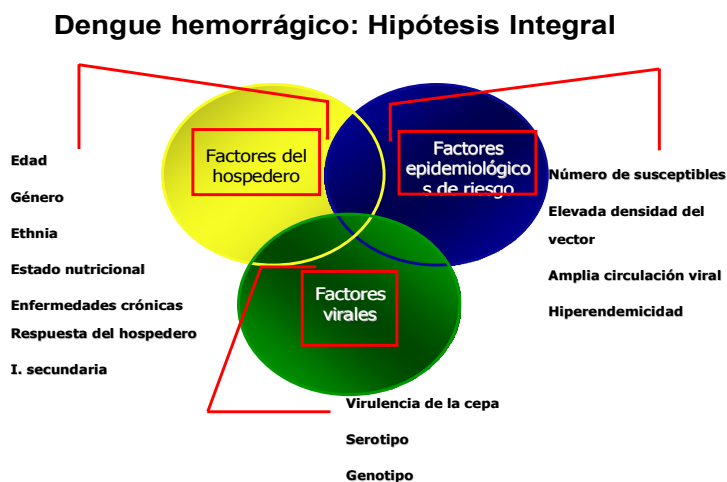 Dengue hemorrágico: Hipótesis Integral
Factores del
hospedero
Factores
epidemiológico
s de riesgo
Factores
virales
Edad
Género
Ethnia
Estado nutricional
Enfermedades crónicas
Respuesta del hospedero
I. secundaria
Número de susceptibles
Elevada densidad del
vector
Amplia circulación viral
Hiperendemicidad
Virulencia de la cepa
Serotipo
Genotipo